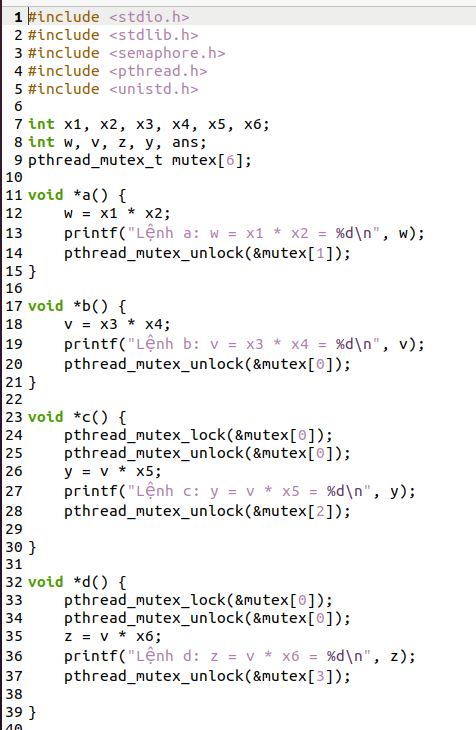 1 #include <stdio.h>
2 #include <stdlib.h>
3 #include <semaphore.h>
4 #include <pthread.h>
5 #include <unistd.h>
6
7 int x1, x2, x3, x4, x5, x6;
8 int w, v, z, y, ans;
9 pthread_mutex_t mutex[6];
10
11 void *a() {
12     w = x1 * x2;
13     printf("Lệnh a: w = x1 * x2 = %d\n", w);
14     pthread_mutex_unlock(&mutex[1]);
15 }
16
17 void *b() {
18     v = x3 * x4;
19     printf("Lệnh b: v = x3 * x4 = %d\n", v);
20     pthread_mutex_unlock(&mutex[0]);
21 }
22
23 void *c() {
24     pthread_mutex_lock(&mutex[0]);
25     pthread_mutex_unlock(&mutex[0]);
26     y = v * x5;
27     printf("Lệnh c: y = v * x5 = %d\n", y);
28     pthread_mutex_unlock(&mutex[2]);
29
30 }
31
32 void *d() {
33     pthread_mutex_lock(&mutex[0]);
34     pthread_mutex_unlock(&mutex[0]);
35     z = v * x6;
36     printf("Lệnh d: z = v * x6 = %d\n", z);
37     pthread_mutex_unlock(&mutex[3]);
38
39 }
40